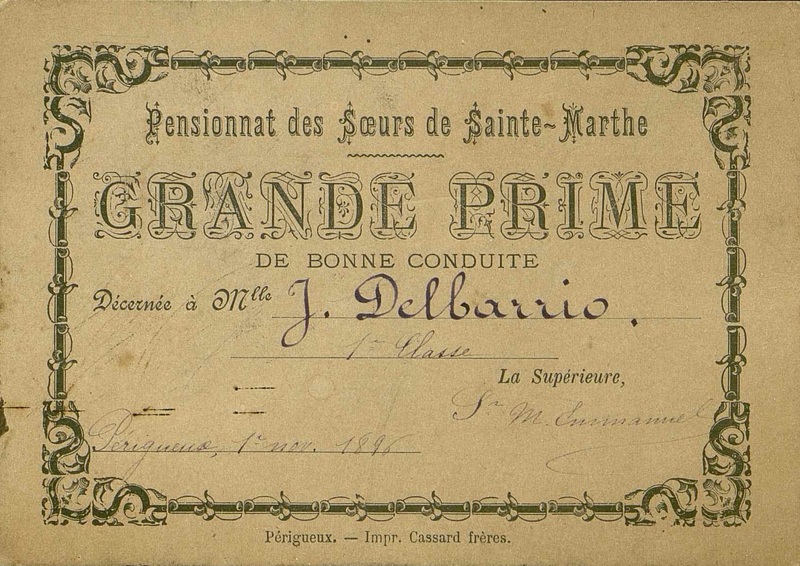 Pensionnat des Sœurs de Sainte-Marthe
GRANDE PRIME
DE BONNE CONDUITE
Décernée à Mlle J. Delbarrio.
1re Classe
La Supérieure,
Sr M. Emmanuel
Périgueux, 1er nov. 1896
Périgueux. — Impr. Cassard frères.